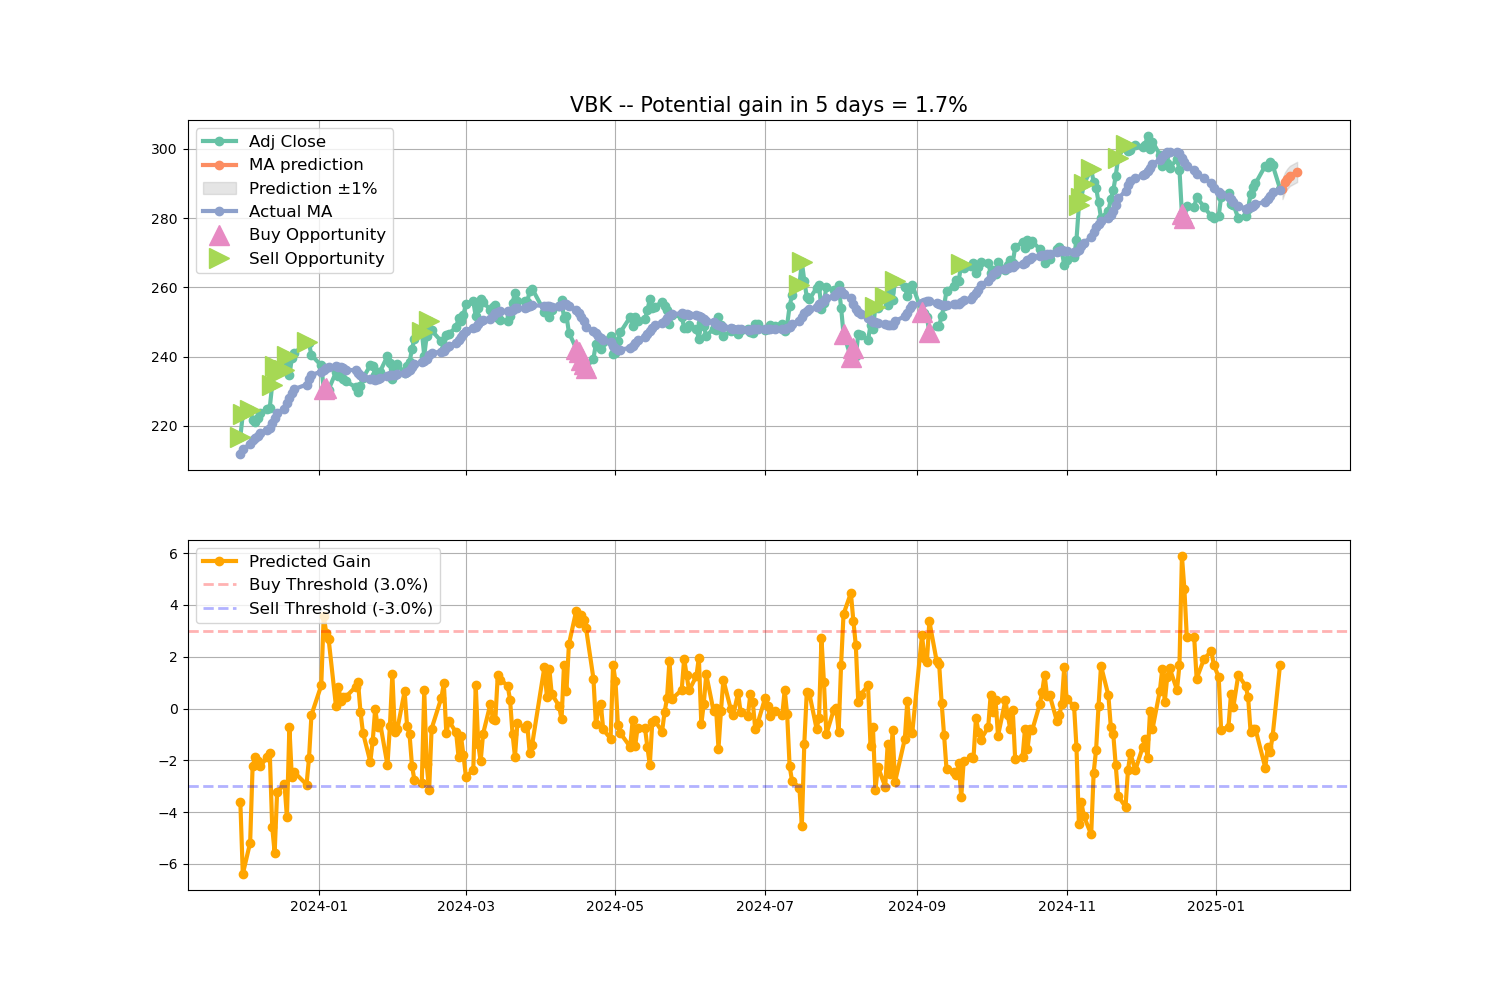 VBK -- Potential gain in 5 days = 1.7%
Adj Close
MA prediction
Prediction ±1%
Actual MA
Buy Opportunity
Sell Opportunity
300
280
260
240
220
Predicted Gain
Buy Threshold (3.0%)
Sell Threshold (-3.0%)
6
4
2
0
−2
−4
−6
2024-01
2024-03
2024-05
2024-07
2024-09
2024-11
2025-01